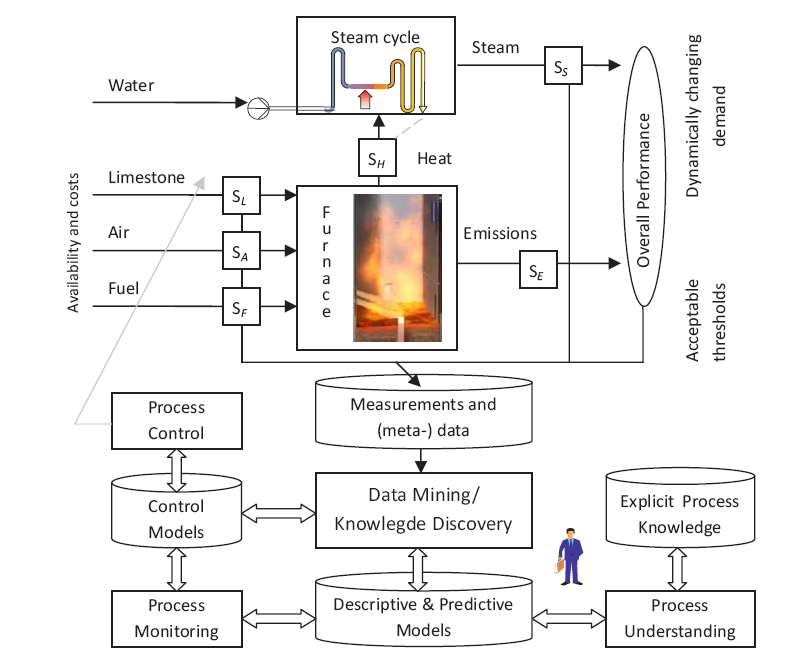 Steam cycle
Steam
S_S
Water
S_H
Heat
Dynamically changing
demand
Overall Performance
Availability and costs
Limestone
S_L
Air
S_A
Fuel
S_F
Furnace
Emissions
S_E
Acceptable
thresholds
Measurements and
(meta-) data
Process
Control
Control
Models
Data Mining/
Knowlegde Discovery
Explicit Process
Knowledge
Process
Monitoring
Descriptive & Predictive
Models
Process
Understanding